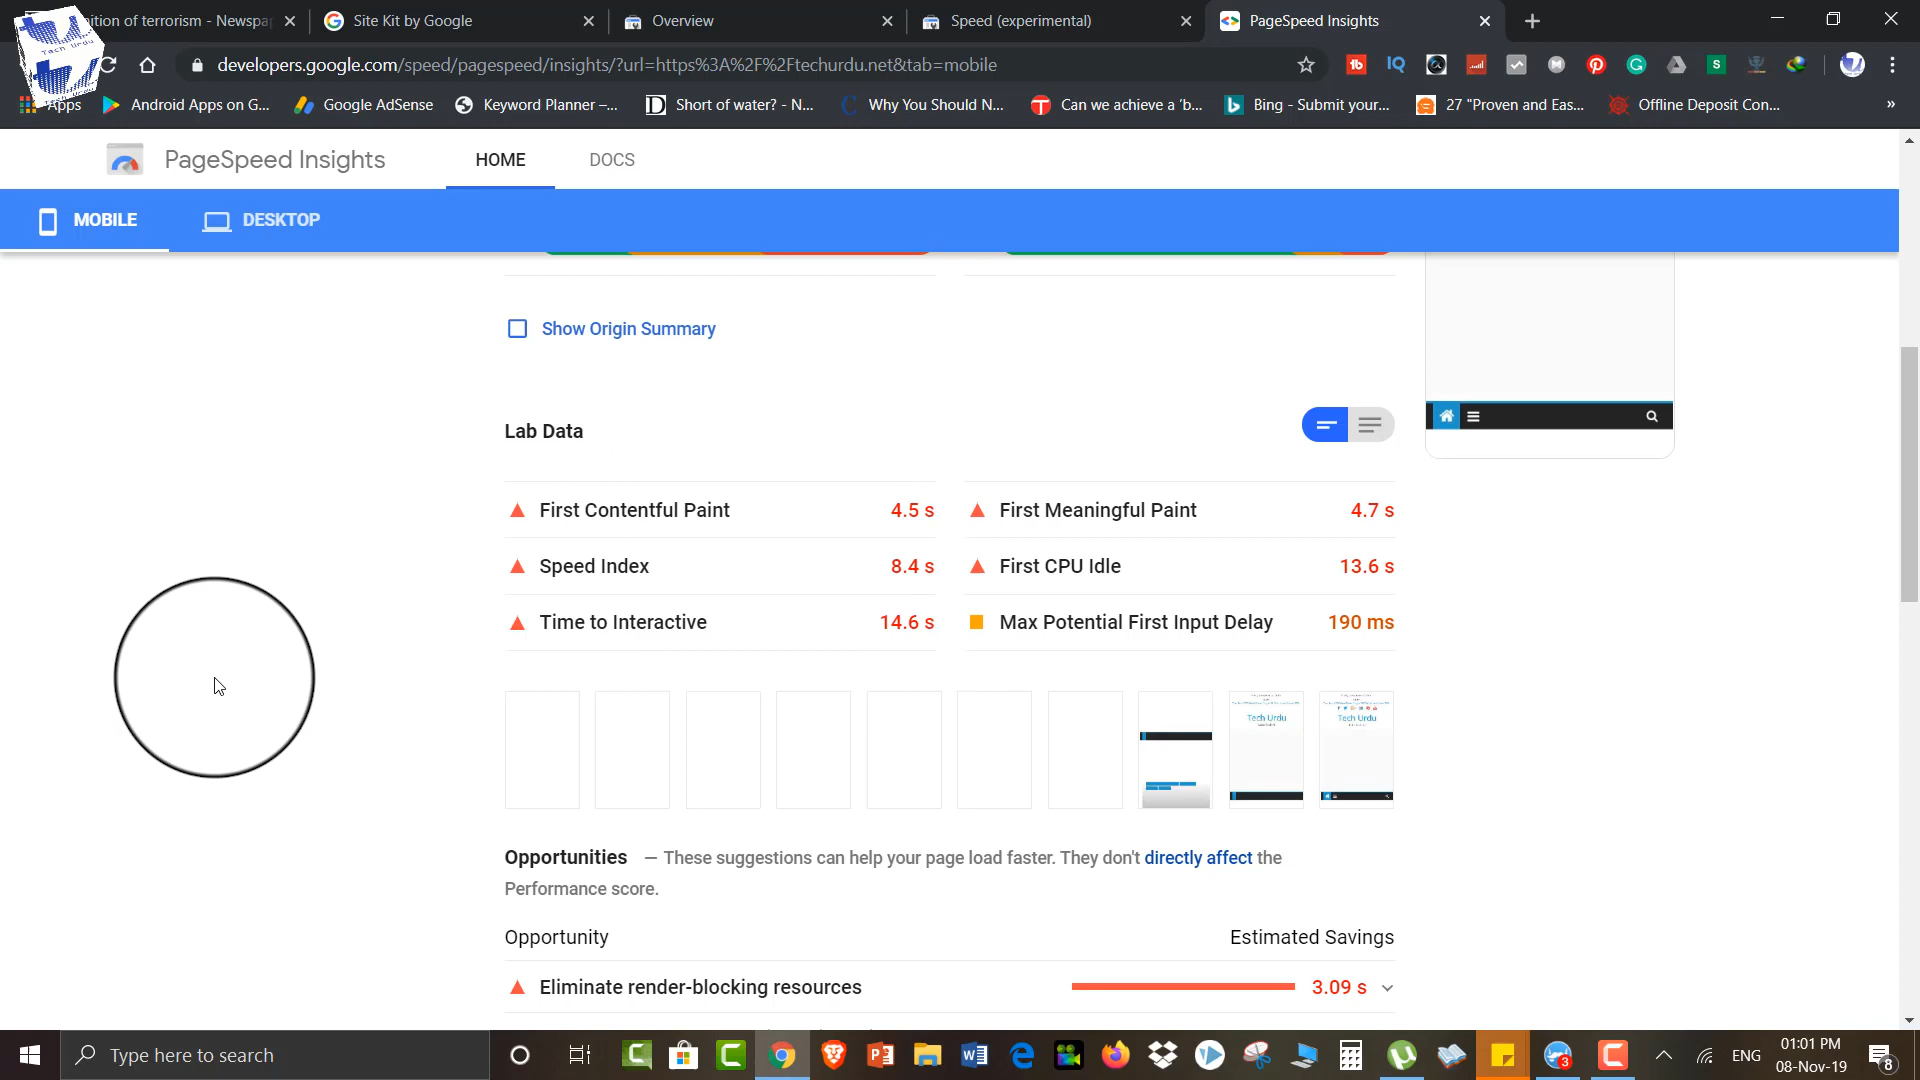 nition of terrorism - Newspa
Site Kit by Google
Overview
Speed (experimental)
PageSpeed Insights
Tech Urdu
developers.google.com/speed/pagespeed/insights/?url=https%3A%2F%2Ftechurdu.net&tab=mobile
Apps
Android Apps on G...
Google AdSense
Keyword Planner –...
Short of water? - N...
Why You Should N...
Can we achieve a 'b...
Bing - Submit your...
27 "Proven and Eas...
Offline Deposit Con...
»
PageSpeed Insights
HOME
DOCS
MOBILE
DESKTOP
Show Origin Summary
Lab Data
First Contentful Paint 4.5 s
First Meaningful Paint 4.7 s
Speed Index 8.4 s
First CPU Idle 13.6 s
Time to Interactive 14.6 s
Max Potential First Input Delay 190 ms
Tech Urdu
Tech Urdu
Opportunities — These suggestions can help your page load faster. They don't directly affect the
Performance score.
Opportunity Estimated Savings
Eliminate render-blocking resources 3.09 s
Type here to search
ENG
01:01 PM
08-Nov-19
3
8